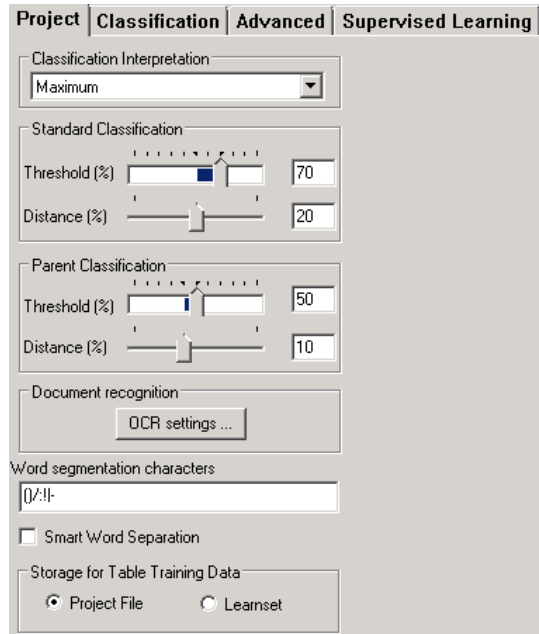 Project Classification Advanced Supervised Learning
Classification Interpretation
Maximum
Standard Classification
Threshold (%) 70
Distance (%) 20
Parent Classification
Threshold (%) 50
Distance (%) 10
Document recognition
OCR settings ...
Word segmentation characters
()/:!|-
Smart Word Separation
Storage for Table Training Data
Project File Learnset